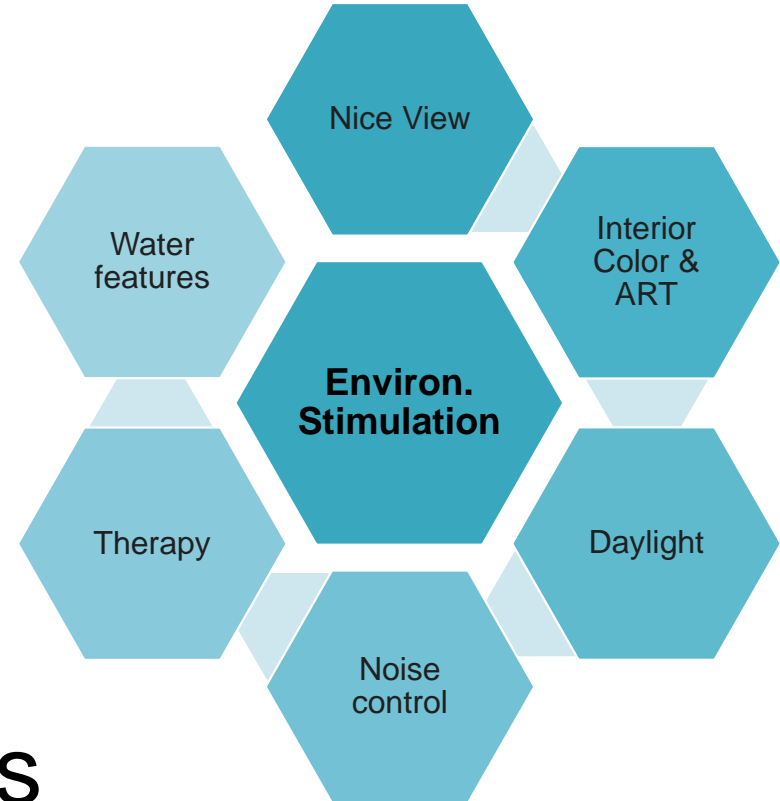 Nice View
Interior
Color &
ART
Water
features
Environ.
Stimulation
Therapy
Daylight
Noise
control
s